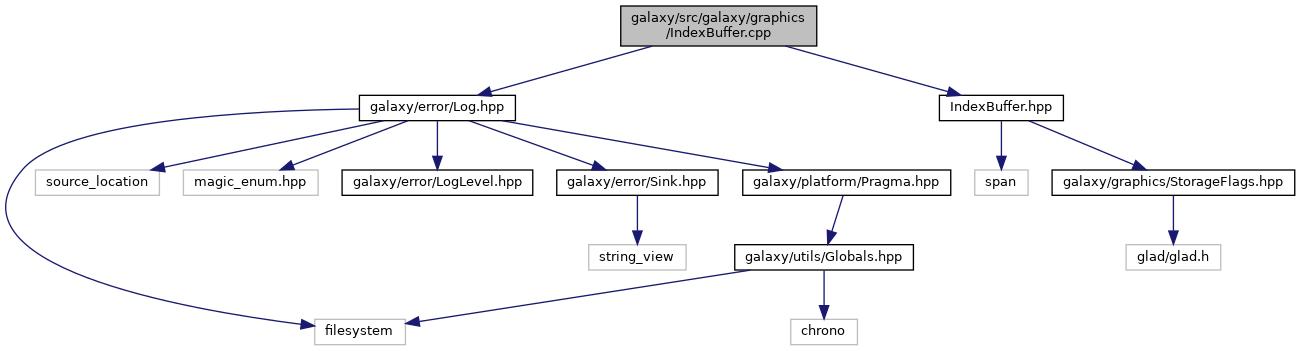 galaxy/src/galaxy/graphics
/IndexBuffer.cpp
galaxy/error/Log.hpp
IndexBuffer.hpp
source_location
magic_enum.hpp
galaxy/error/LogLevel.hpp
galaxy/error/Sink.hpp
galaxy/platform/Pragma.hpp
span
galaxy/graphics/StorageFlags.hpp
string_view
galaxy/utils/Globals.hpp
glad/glad.h
filesystem
chrono